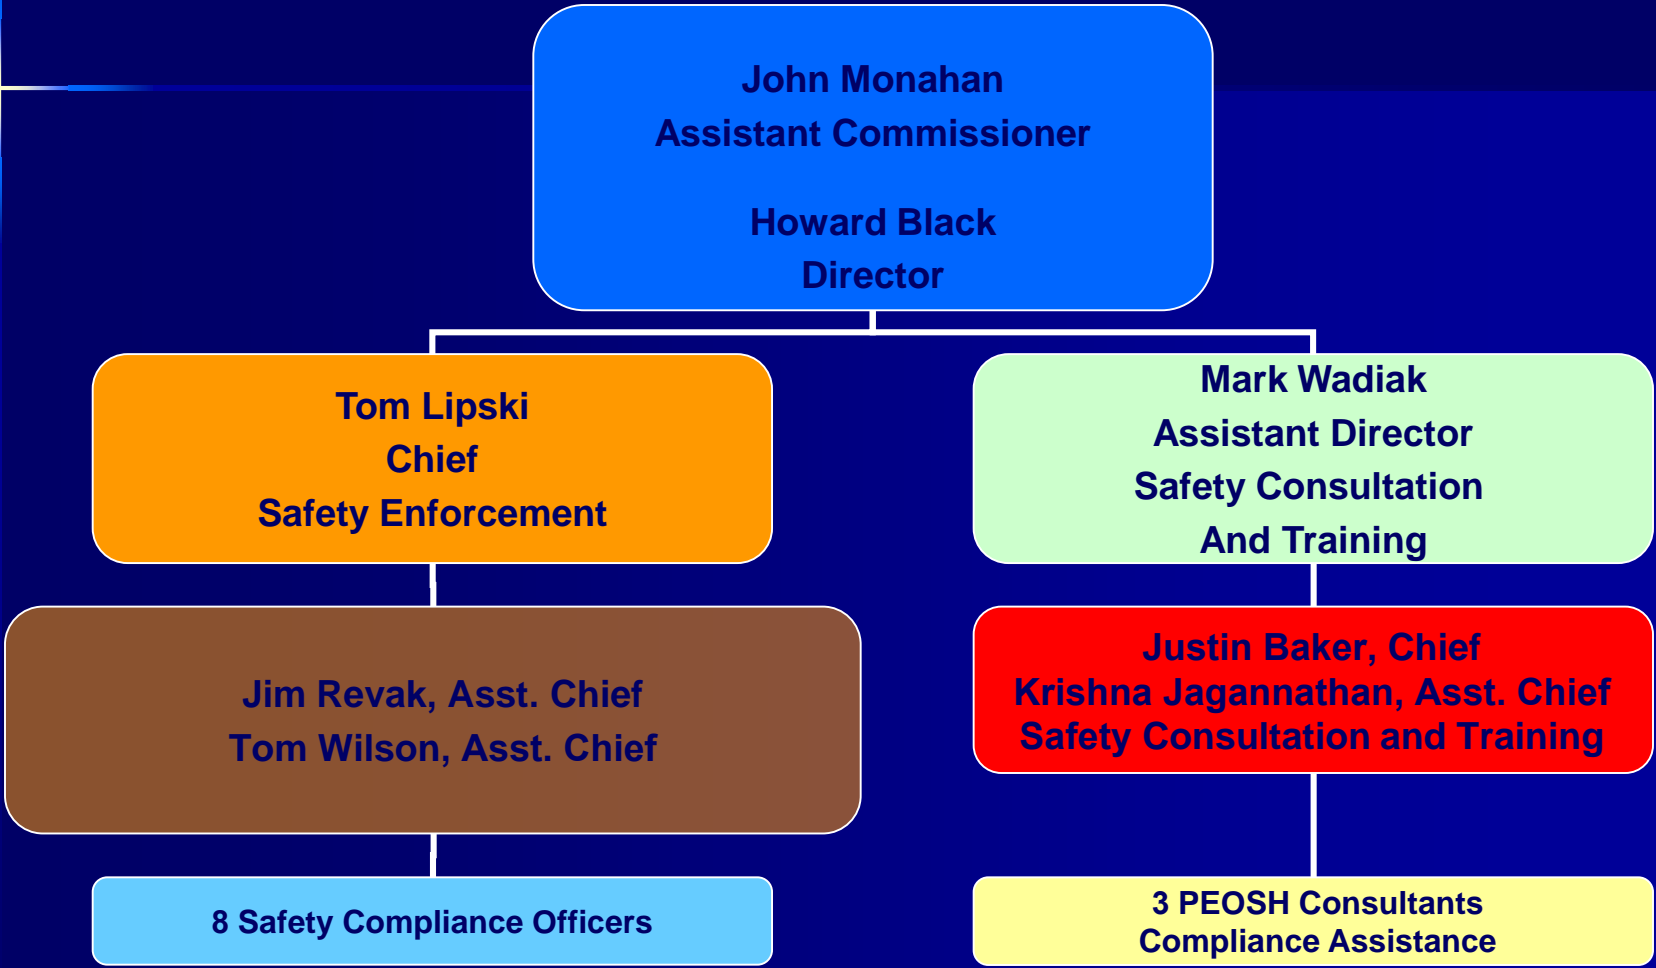 John Monahan
Assistant Commissioner
Howard Black
Director
Tom Lipski
Chief
Safety Enforcement
Mark Wadiak
Assistant Director
Safety Consultation
And Training
Jim Revak, Asst. Chief
Tom Wilson, Asst. Chief
Justin Baker, Chief
Krishna Jagannathan, Asst. Chief
Safety Consultation and Training
8 Safety Compliance Officers
3 PEOSH Consultants
Compliance Assistance